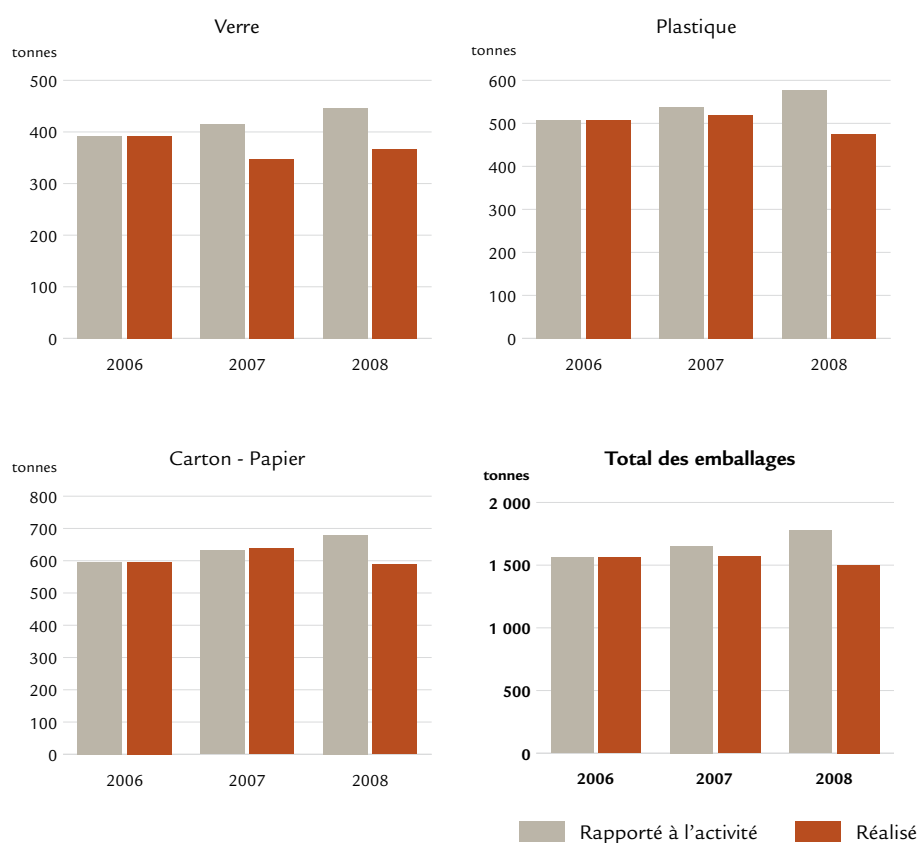 Verre
tonnes
500
400
300
200
100
0
2006 2007 2008
Plastique
tonnes
600
500
400
300
200
100
0
2006 2007 2008
Carton - Papier
tonnes
800
700
600
500
400
300
200
100
0
2006 2007 2008
Total des emballages
tonnes
2 000
1 500
1 000
500
0
2006 2007 2008
Rapporté à l’activité Réalisé